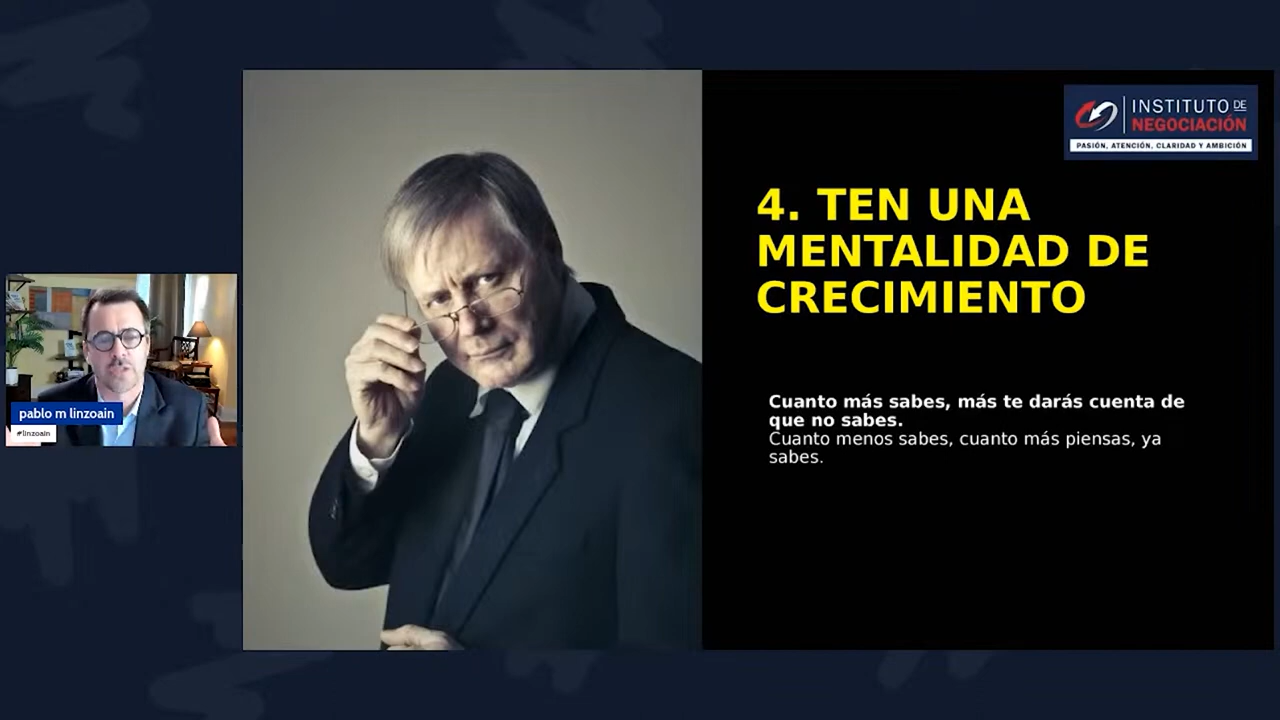 INSTITUTO DE
NEGOCIACIÓN
PASIÓN, ATENCIÓN, CLARIDAD Y AMBICIÓN
4. TEN UNA
MENTALIDAD DE
CRECIMIENTO
Cuanto más sabes, más te darás cuenta de
que no sabes.
Cuanto menos sabes, cuanto más piensas, ya
sabes.
pablo m linzoain
#linzoain